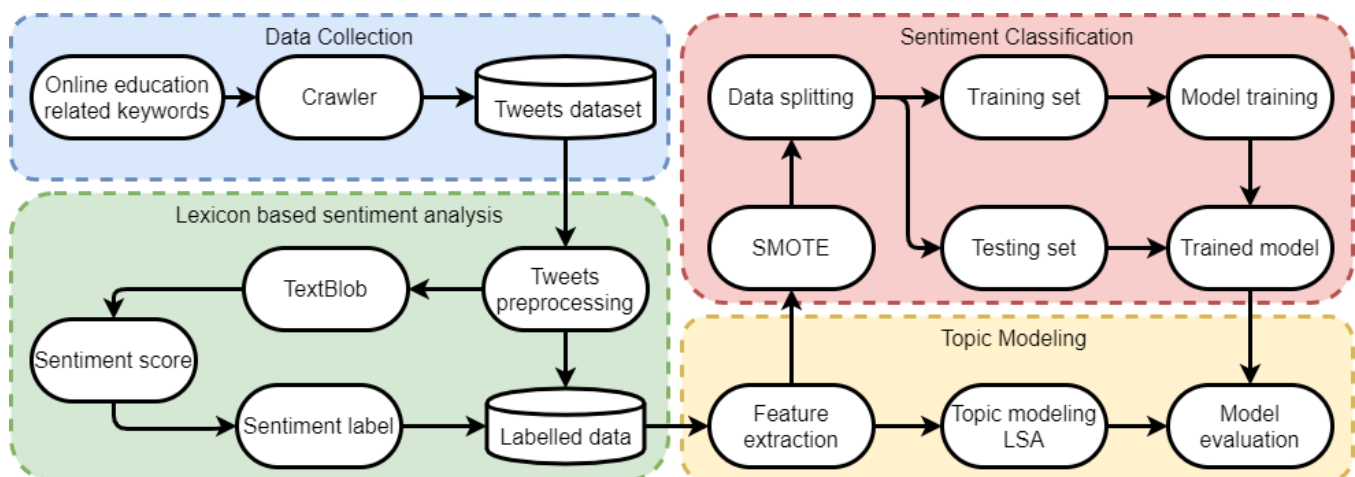 Data Collection
Online education
related keywords
Crawler
Tweets dataset
Lexicon based sentiment analysis
TextBlob
Tweets
preprocessing
Sentiment score
Sentiment label
Labelled data
Sentiment Classification
Data splitting
Training set
Model training
SMOTE
Testing set
Trained model
Topic Modeling
Feature
extraction
Topic modeling
LSA
Model
evaluation